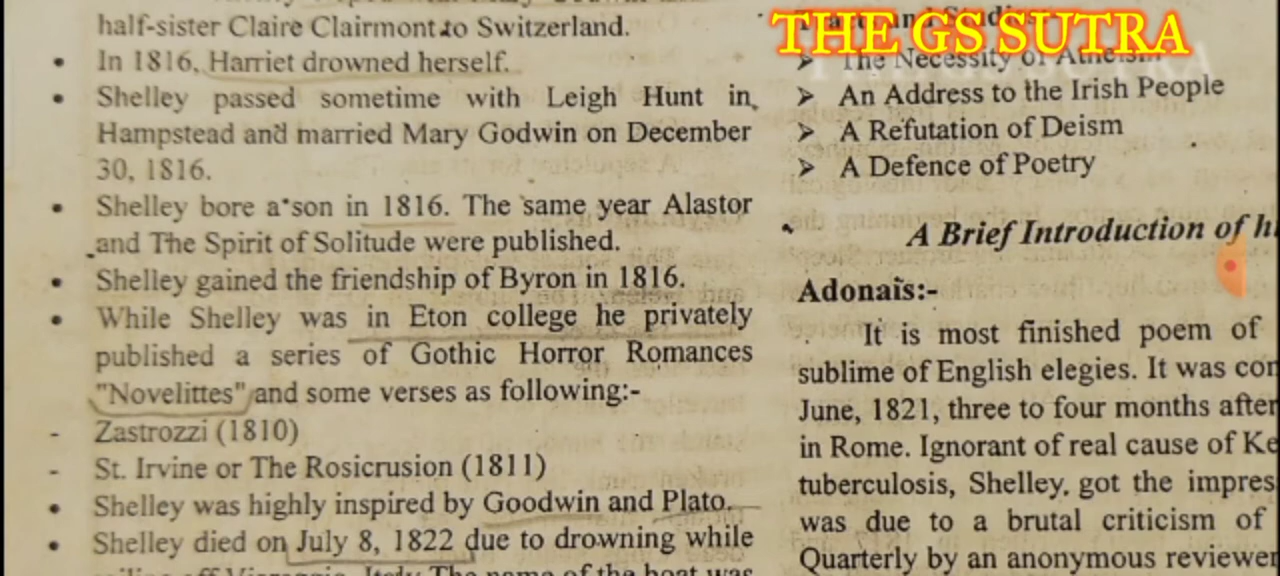 half-sister Claire Clairmont to Switzerland.
• In 1816, Harriet drowned herself.
• Shelley passed sometime with Leigh Hunt in
Hampstead and married Mary Godwin on December
30, 1816.
• Shelley bore a son in 1816. The same year Alastor
and The Spirit of Solitude were published.
• Shelley gained the friendship of Byron in 1816.
• While Shelley was in Eton college he privately
published a series of Gothic Horror Romances
"Novelittes" and some verses as following:-
- Zastrozzi (1810)
- St. Irvine or The Rosicrusion (1811)
• Shelley was highly inspired by Goodwin and Plato.
• Shelley died on July 8, 1822 due to drowning while
Italy The name of the boat was
THE GS SUTRA
➢ The Necessity of Atheism
➢ An Address to the Irish People
➢ A Refutation of Deism
➢ A Defence of Poetry
A Brief Introduction of
Adonais:-
It is most finished poem of
sublime of English elegies. It was
June, 1821, three to four months after
in Rome. Ignorant of real cause of
tuberculosis, Shelley, got the
was due to a brutal criticism of
Quarterly by an anonymous reviewer